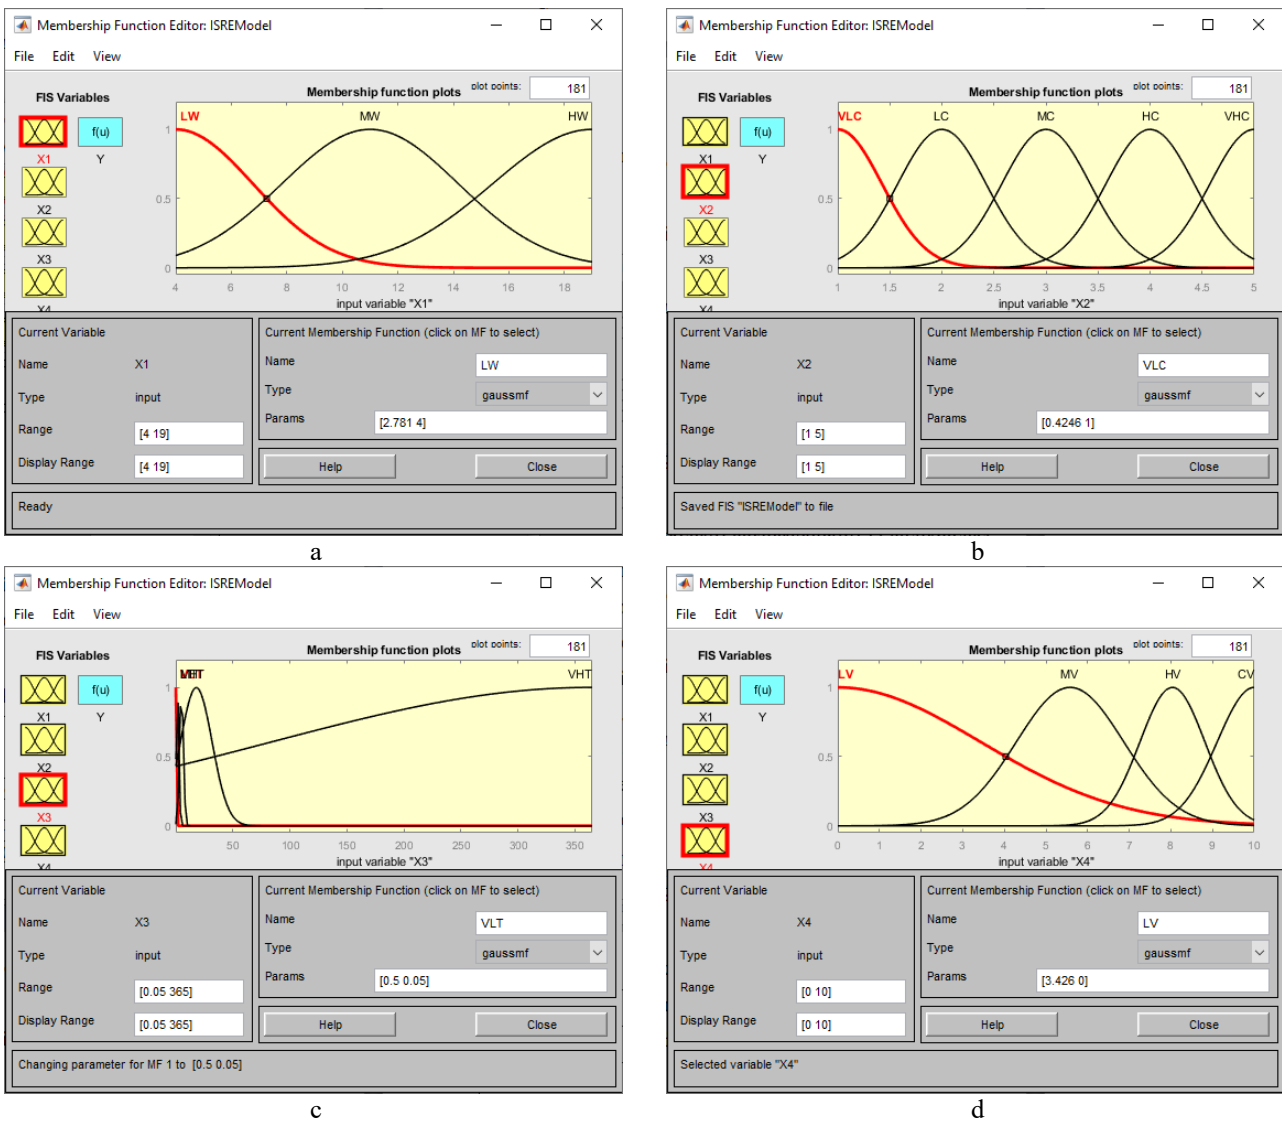 Membership Function Editor: ISREModel
File Edit View
FIS Variables
Membership function plots plot points: 181
f(u)
X1 Y
X2
X3
X4
LW MW HW
1
0.5
0
4 6 8 10 12 14 16 18
input variable "X1"
Current Variable
Name X1
Type input
Range [4 19]
Display Range [4 19]
Current Membership Function (click on MF to select)
Name LW
Type gaussmf
Params [2.781 4]
Help Close
Ready
a
Membership Function Editor: ISREModel
File Edit View
FIS Variables
Membership function plots plot points: 181
f(u)
X1 Y
X2
X3
X4
VLC LC MC HC VHC
1
0.5
0
1 1.5 2 2.5 3 3.5 4 4.5 5
input variable "X2"
Current Variable
Name X2
Type input
Range [1 5]
Display Range [1 5]
Current Membership Function (click on MF to select)
Name VLC
Type gaussmf
Params [0.4246 1]
Help Close
Saved FIS "ISREModel" to file
b
Membership Function Editor: ISREModel
File Edit View
FIS Variables
Membership function plots plot points: 181
f(u)
X1 Y
X2
X3
X4
VHT
1
0.5
0
50 100 150 200 250 300 350
input variable "X3"
Current Variable
Name X3
Type input
Range [0.05 365]
Display Range [0.05 365]
Current Membership Function (click on MF to select)
Name VLT
Type gaussmf
Params [0.5 0.05]
Help Close
Changing parameter for MF 1 to [0.5 0.05]
c
Membership Function Editor: ISREModel
File Edit View
FIS Variables
Membership function plots plot points: 181
f(u)
X1 Y
X2
X3
X4
LV MV HV CV
1
0.5
0
0 1 2 3 4 5 6 7 8 9 10
input variable "X4"
Current Variable
Name X4
Type input
Range [0 10]
Display Range [0 10]
Current Membership Function (click on MF to select)
Name LV
Type gaussmf
Params [3.426 0]
Help Close
Selected variable "X4"
d